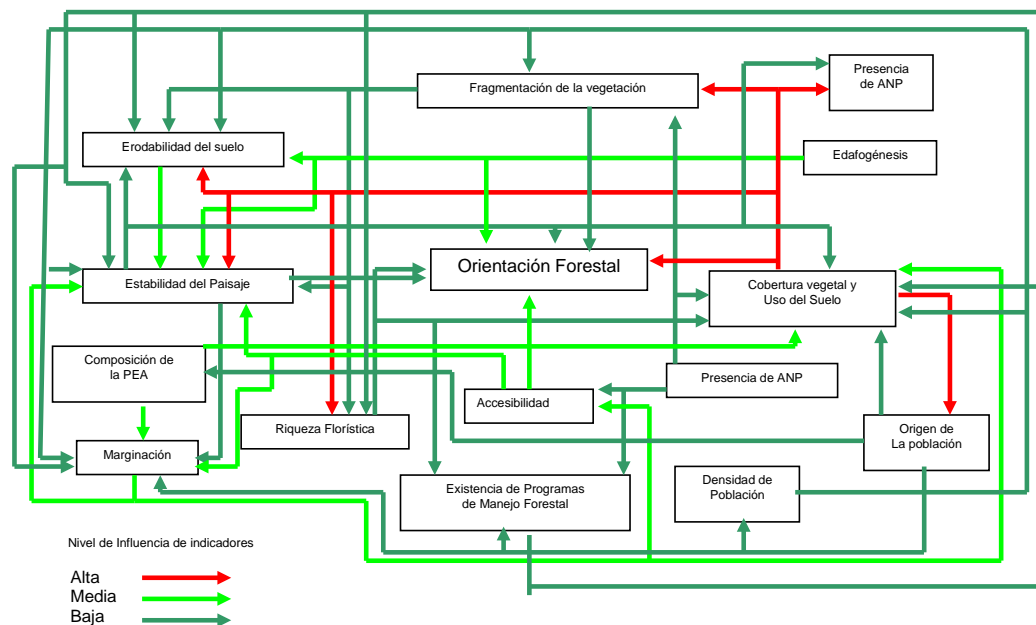 Presencia
de ANP
Fragmentación de la vegetación
Erodabilidad del suelo
Edafogénesis
Orientación Forestal
Estabilidad del Paisaje
Cobertura vegetal y
Uso del Suelo
Composición de
la PEA
Presencia de ANP
Accesibilidad
Riqueza Florística
Origen de
La población
Marginación
Existencia de Programas
de Manejo Forestal
Densidad de
Población
Nivel de Influencia de indicadores
Alta
Media
Baja